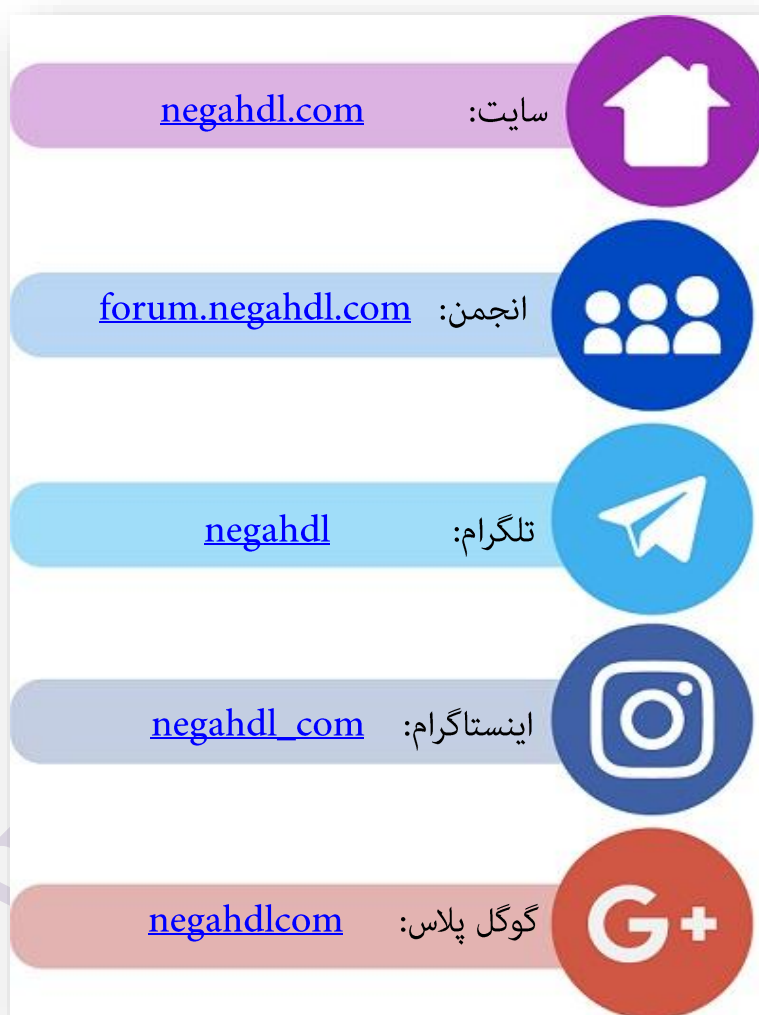 سایت: negahdl.com
انجمن: forum.negahdl.com
تلگرام: negahdl
اینستاگرام: negahdl_com
گوگل پلاس: negahdlcom
G+